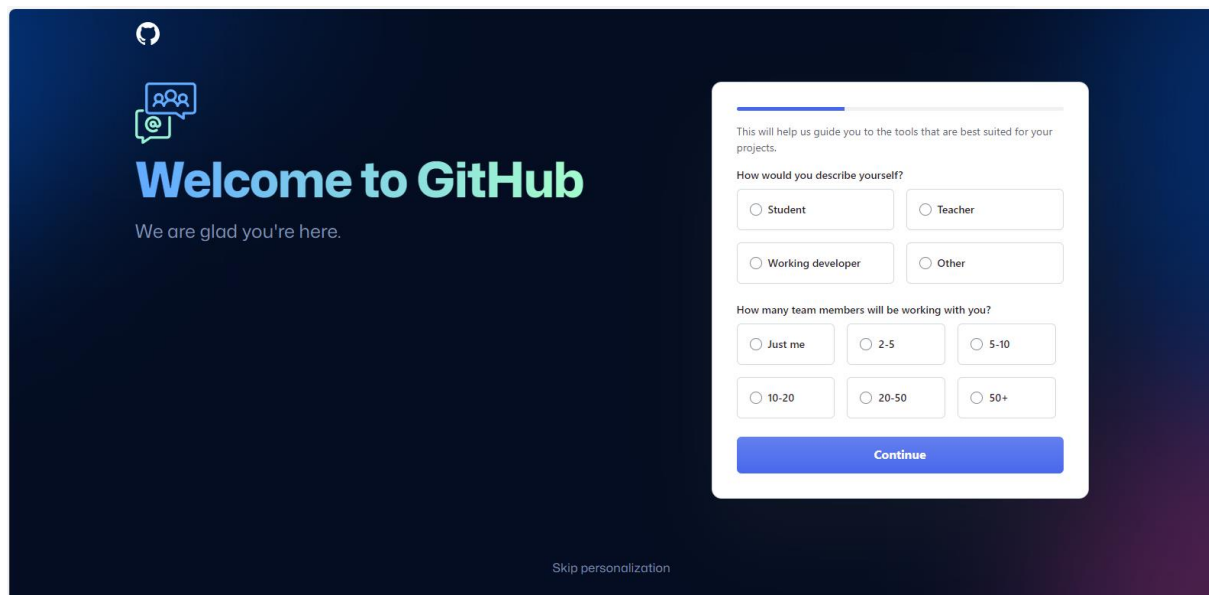 @
Welcome to GitHub
We are glad you're here.
This will help us guide you to the tools that are best suited for your
projects.
How would you describe yourself?
Student
Teacher
Working developer
Other
How many team members will be working with you?
Just me
2-5
5-10
10-20
20-50
50+
Continue
Skip personalization